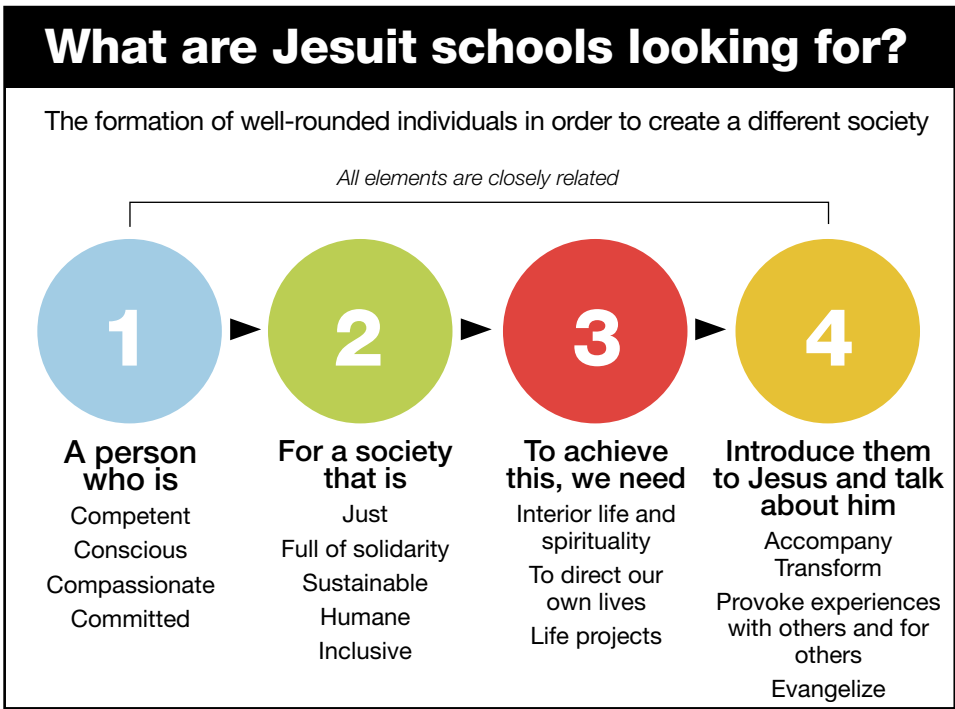 What are Jesuit schools looking for?
The formation of well-rounded individuals in order to create a different society
All elements are closely related
1
A person
who is
Competent
Conscious
Compassionate
Committed
2
For a society
that is
Just
Full of solidarity
Sustainable
Humane
Inclusive
3
To achieve
this, we need
Interior life and
spirituality
To direct our
own lives
Life projects
4
Introduce them
to Jesus and talk
about him
Accompany
Transform
Provoke experiences
with others and for
others
Evangelize